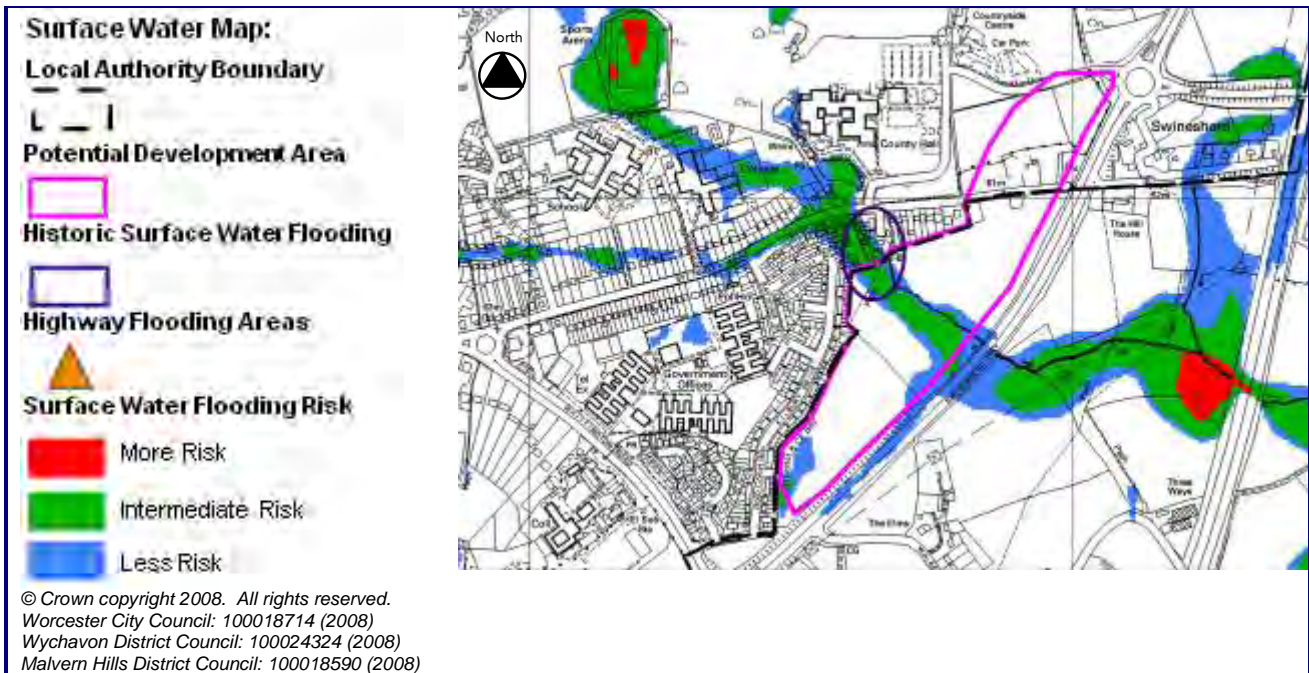 Surface Water Map:
Local Authority Boundary
Potential Development Area
Historic Surface Water Flooding
Highway Flooding Areas
Surface Water Flooding Risk
More Risk
Intermediate Risk
Less Risk
© Crown copyright 2008. All rights reserved.
Worcester City Council: 100018714 (2008)
Wychavon District Council: 100024324 (2008)
Malvern Hills District Council: 100018590 (2008)
North
Sports
Arena
Countryside
Centre
Car Park
County Hall
Swinesherd
School
Elm
The Hill
House
Government
Offices
Coll
Three
Ways
The Elms